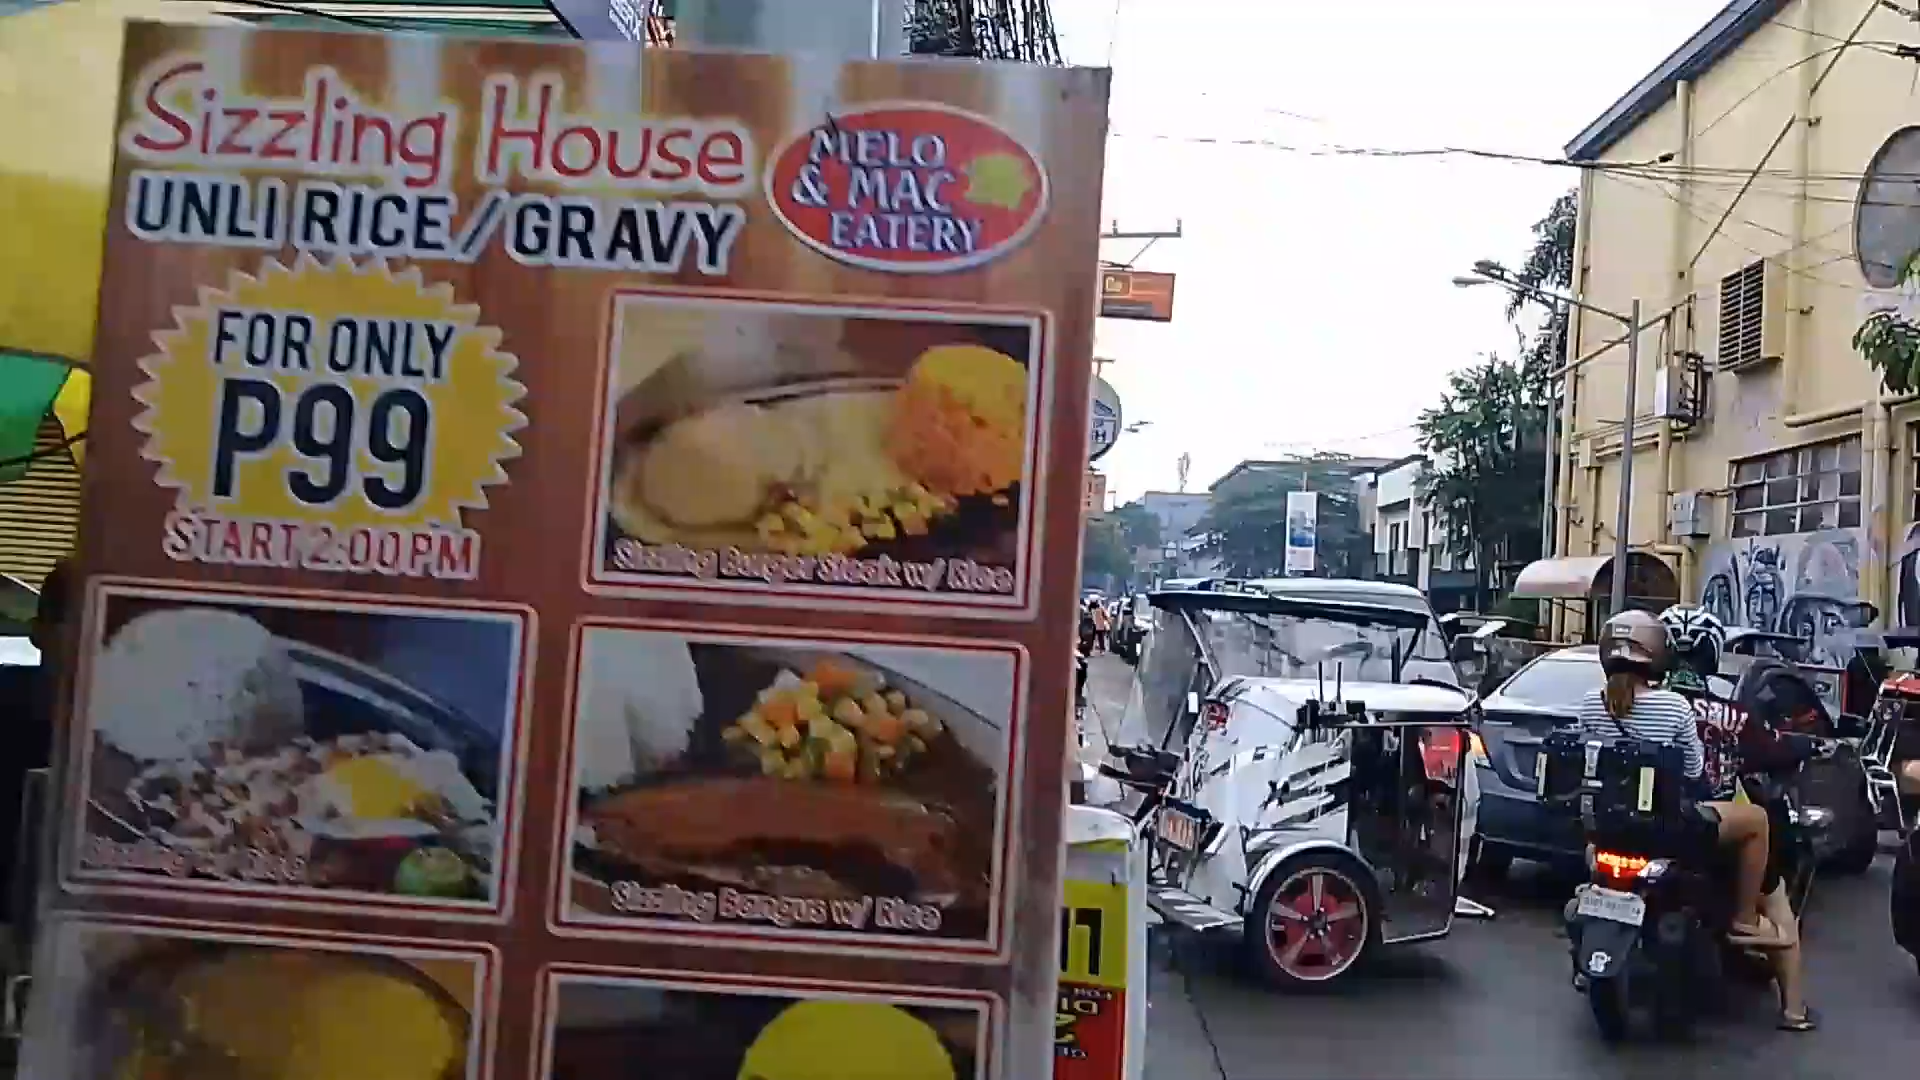 Sizzling House
UNLI RICE/GRAVY
MELO
& MAC
EATERY
FOR ONLY
P99
START 2:00PM
Sizzling Burger Steak w/ Rice
Sizzling Bangus w/ Rice